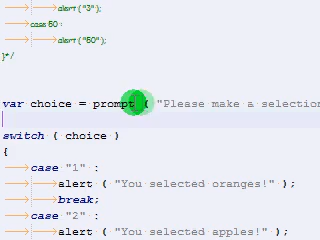 alert ( "3" );
case 50 :
alert ( "50" );
}*/
var choice = prompt ( "Please make a selection
switch ( choice )
{
case "1" :
alert ( "You selected oranges!" );
break;
case "2" :
alert ( "You selected apples!" );